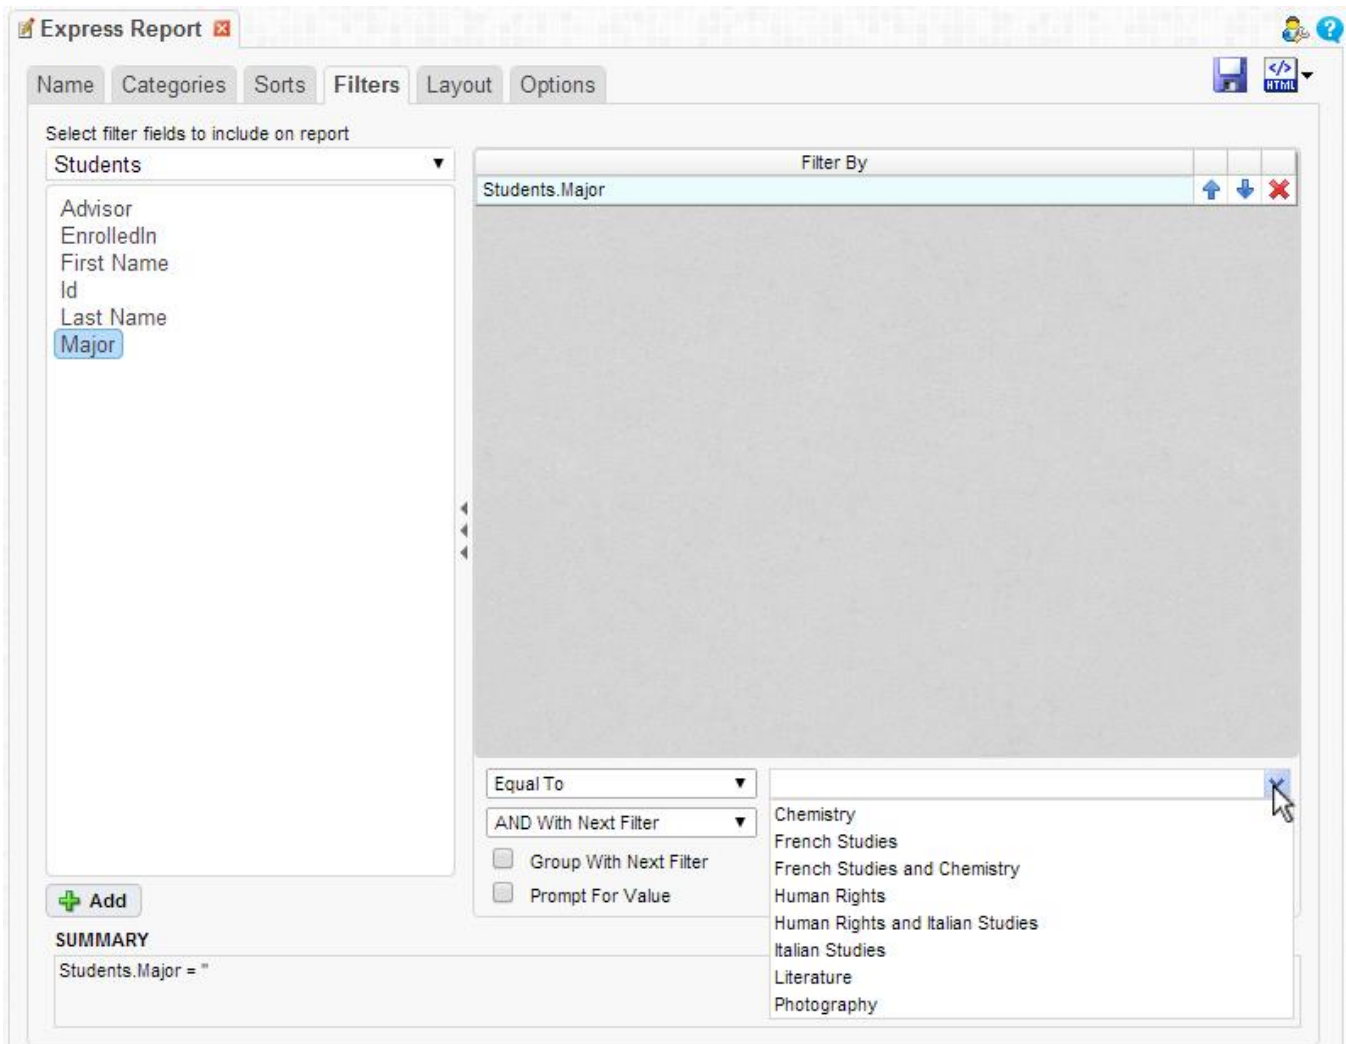 Express Report
Name Categories Sorts Filters Layout Options
</> HTML
Select filter fields to include on report
Students
Advisor
EnrolledIn
First Name
Id
Last Name
Major
Add
Filter By
Students.Major
Equal To
AND With Next Filter
Group With Next Filter
Prompt For Value
Chemistry
French Studies
French Studies and Chemistry
Human Rights
Human Rights and Italian Studies
Italian Studies
Literature
Photography
SUMMARY
Students.Major = ''